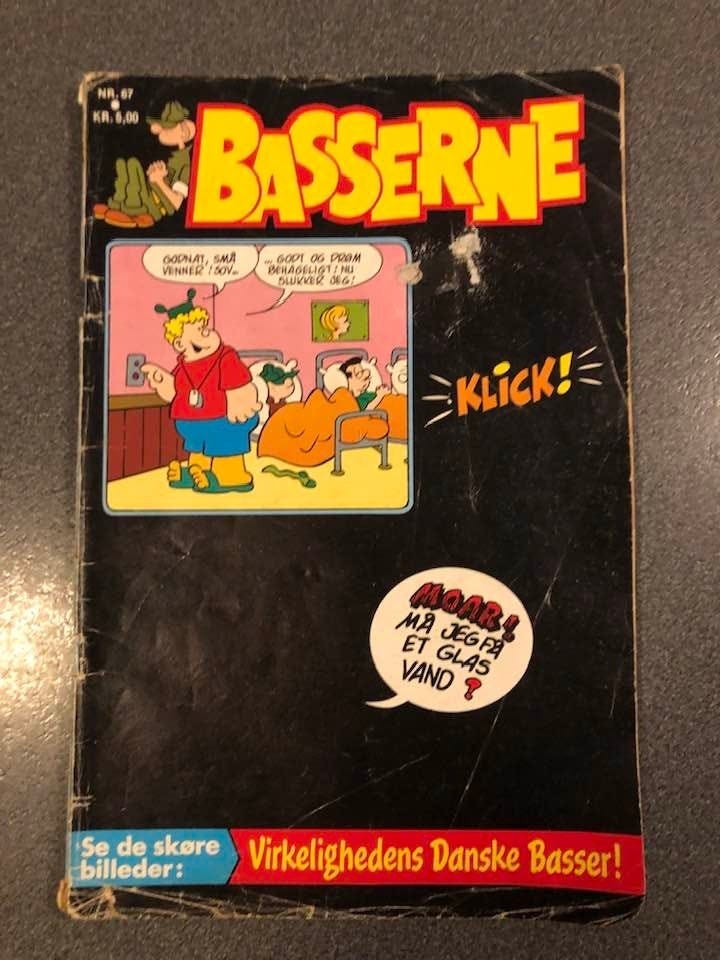 NR. 67
KR. 5,00
BASSERNE
GODNAT, SMÅ
VENNER! SOV...
... GODT OG DRØM
BEHAGELIGT! NU
SLUKKER JEG!
KLICK!
MOAR!
MÅ JEG FÅ
ET GLAS
VAND ?
Se de skøre
billeder:
Virkelighedens Danske Basser!